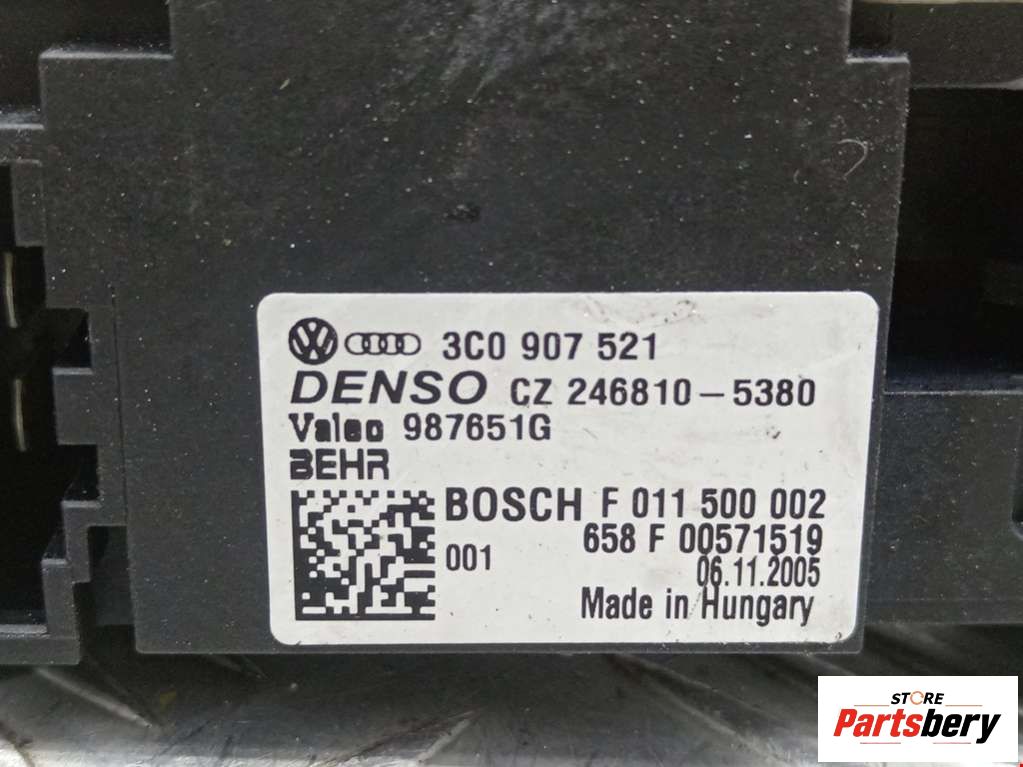 3C0 907 521
DENSO CZ 246810-5380
Valeo 987651G
BEHR
BOSCH F 011 500 002
658 F 00571519
001
06.11.2005
Made in Hungary
STORE
Partsbery